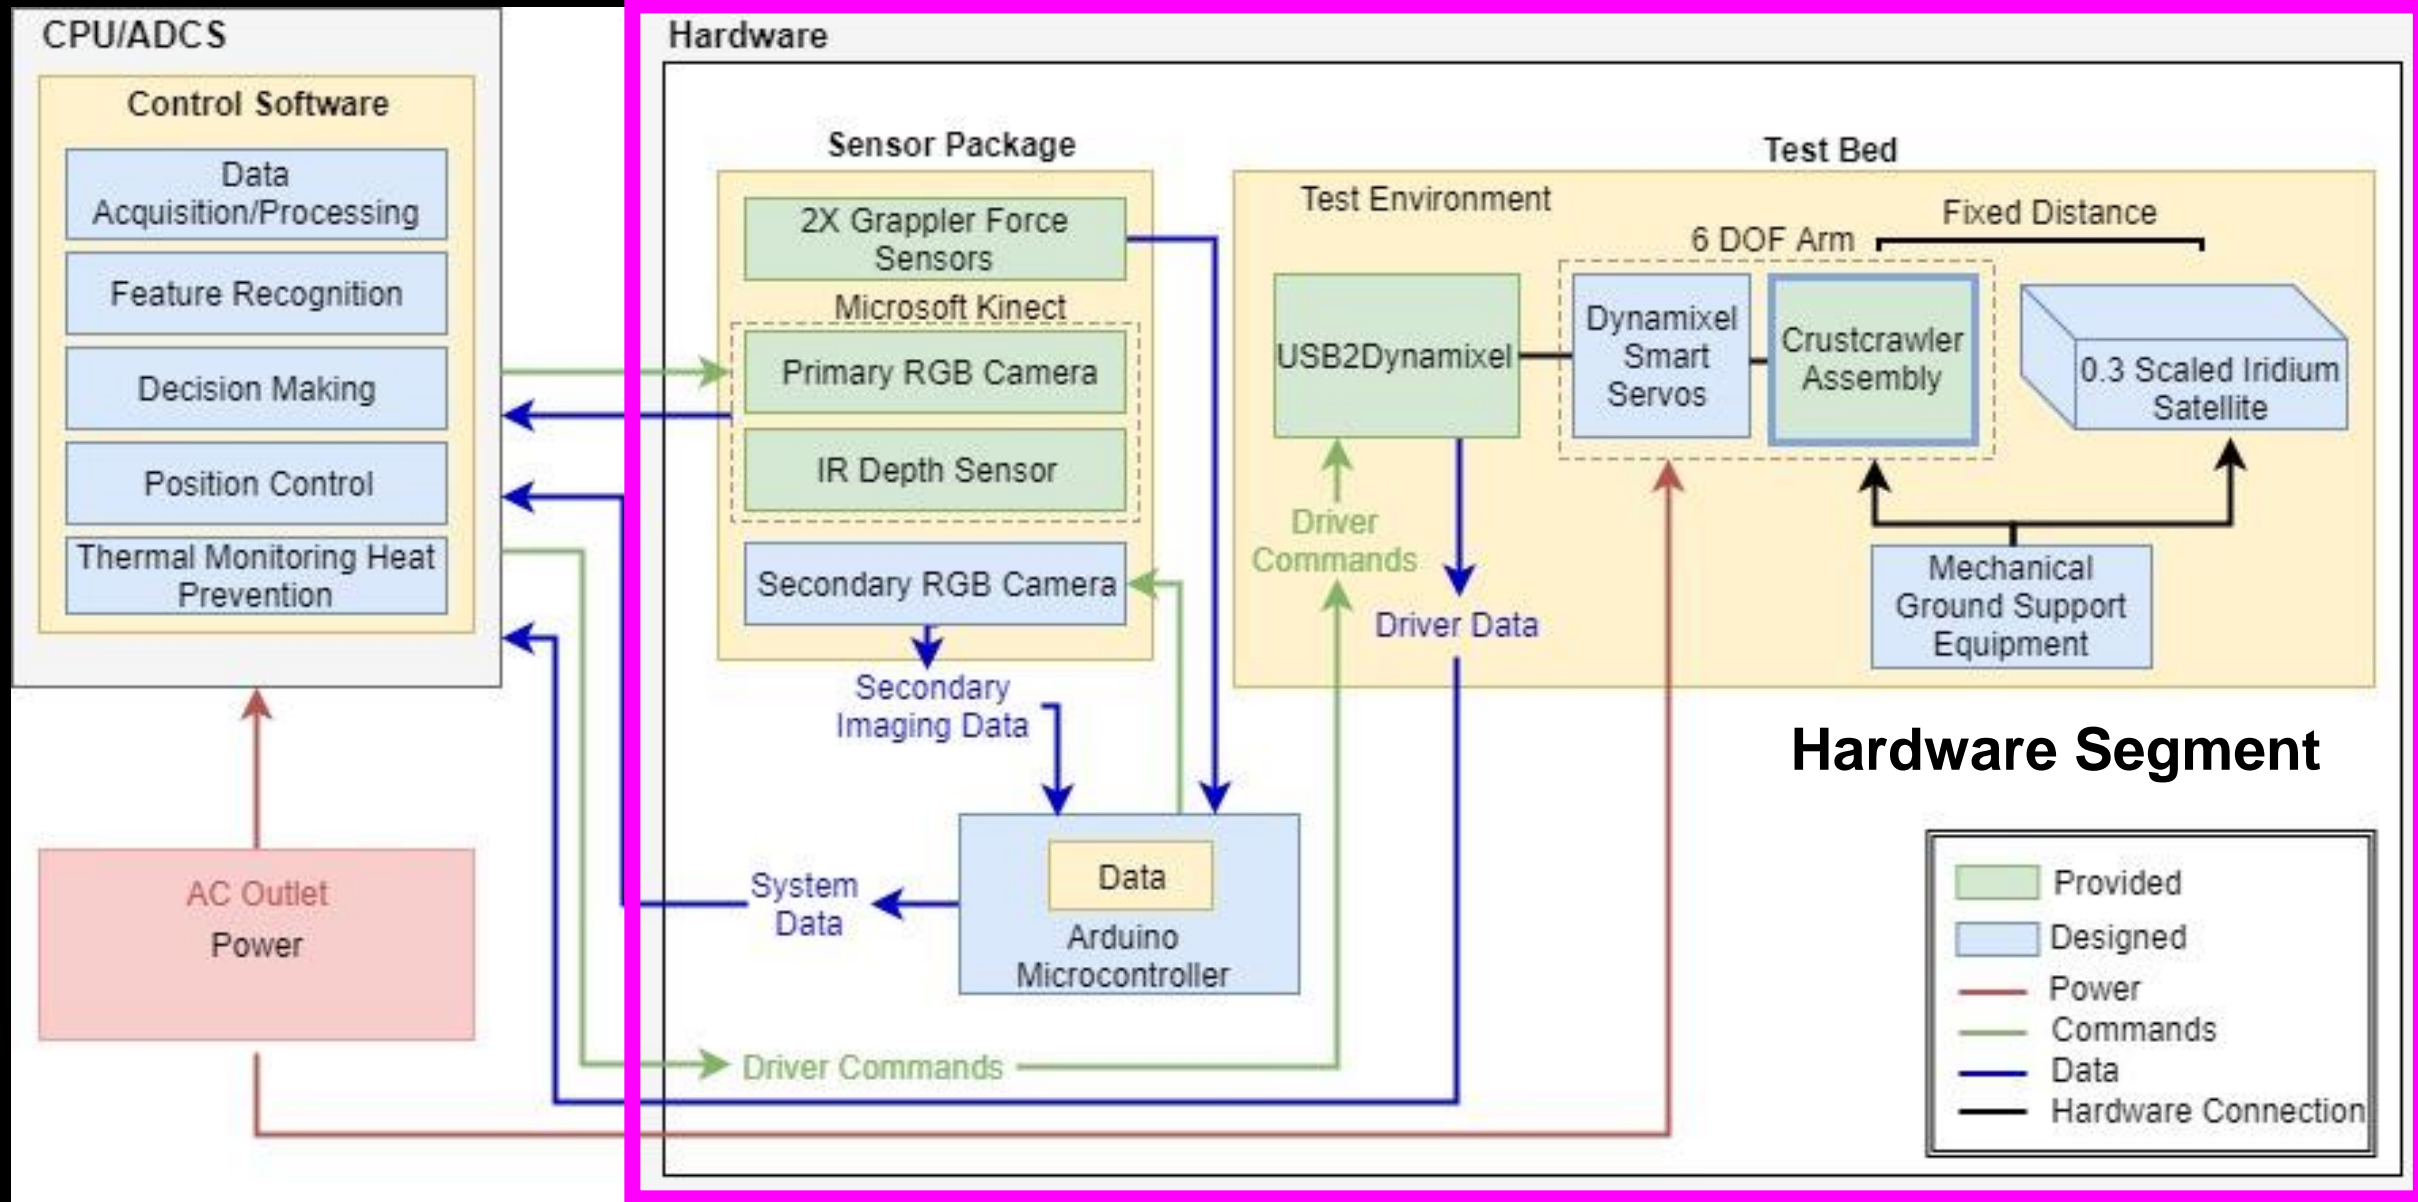 CPU/ADCS
Control Software
Data
Acquisition/Processing
Feature Recognition
Decision Making
Position Control
Thermal Monitoring Heat
Prevention
AC Outlet
Power
Hardware
Sensor Package
2X Grappler Force
Sensors
Microsoft Kinect
Primary RGB Camera
IR Depth Sensor
Secondary RGB Camera
Secondary
Imaging Data
System
Data
Data
Arduino
Microcontroller
Driver Commands
Test Bed
Test Environment
Fixed Distance
6 DOF Arm
USB2Dynamixel
Dynamixel
Smart
Servos
Crustcrawler
Assembly
0.3 Scaled Iridium
Satellite
Driver
Commands
Driver Data
Mechanical
Ground Support
Equipment
Hardware Segment
Provided
Designed
Power
Commands
Data
Hardware Connection